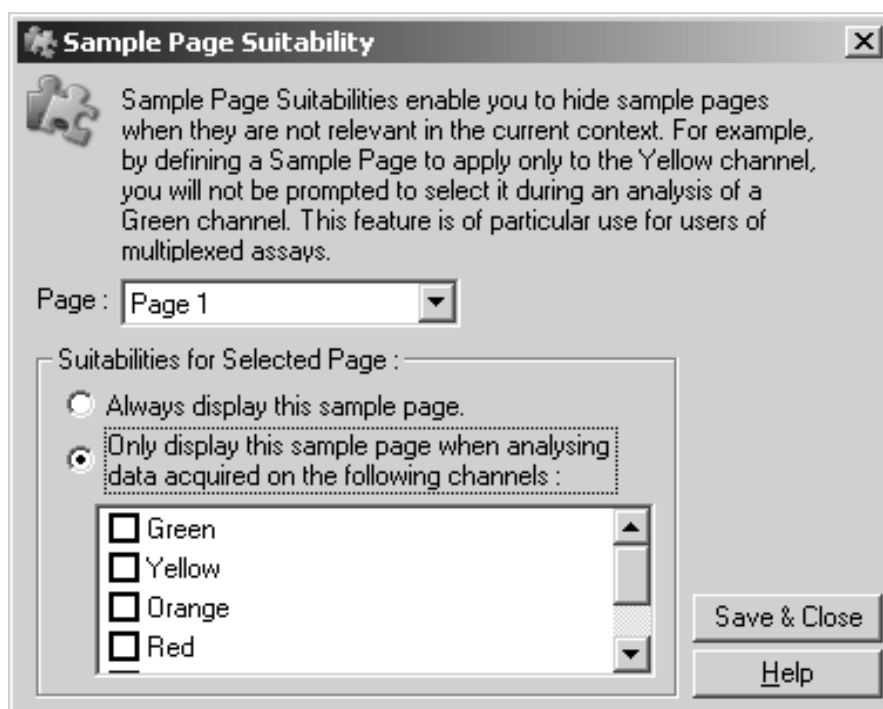 Sample Page Suitability
Sample Page Suitabilities enable you to hide sample pages
when they are not relevant in the current context. For example,
by defining a Sample Page to apply only to the Yellow channel,
you will not be prompted to select it during an analysis of a
Green channel. This feature is of particular use for users of
multiplexed assays.
Page : Page 1
Suitabilities for Selected Page :
Always display this sample page.
Only display this sample page when analysing
data acquired on the following channels :
Green
Yellow
Orange
Red
Save & Close
Help